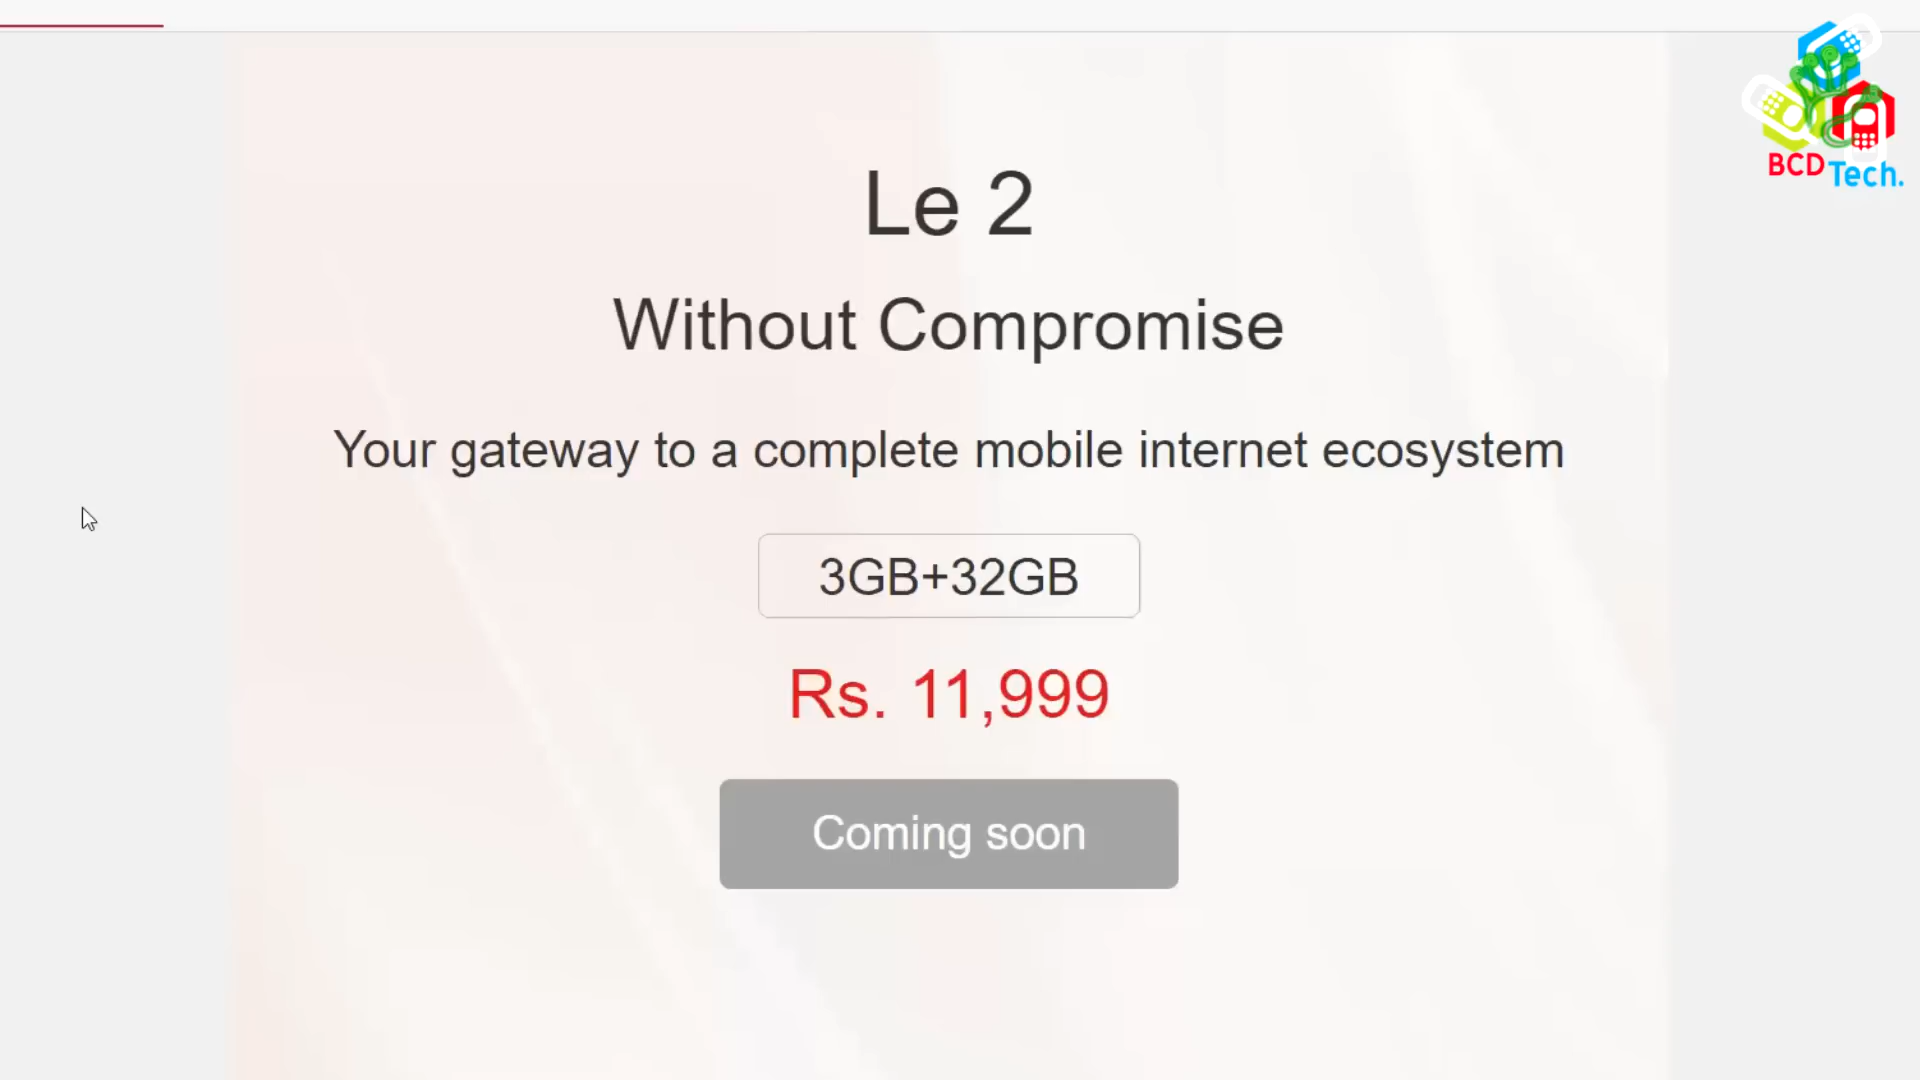 BCD Tech.
Le 2
Without Compromise
Your gateway to a complete mobile internet ecosystem
3GB+32GB
Rs. 11,999
Coming soon